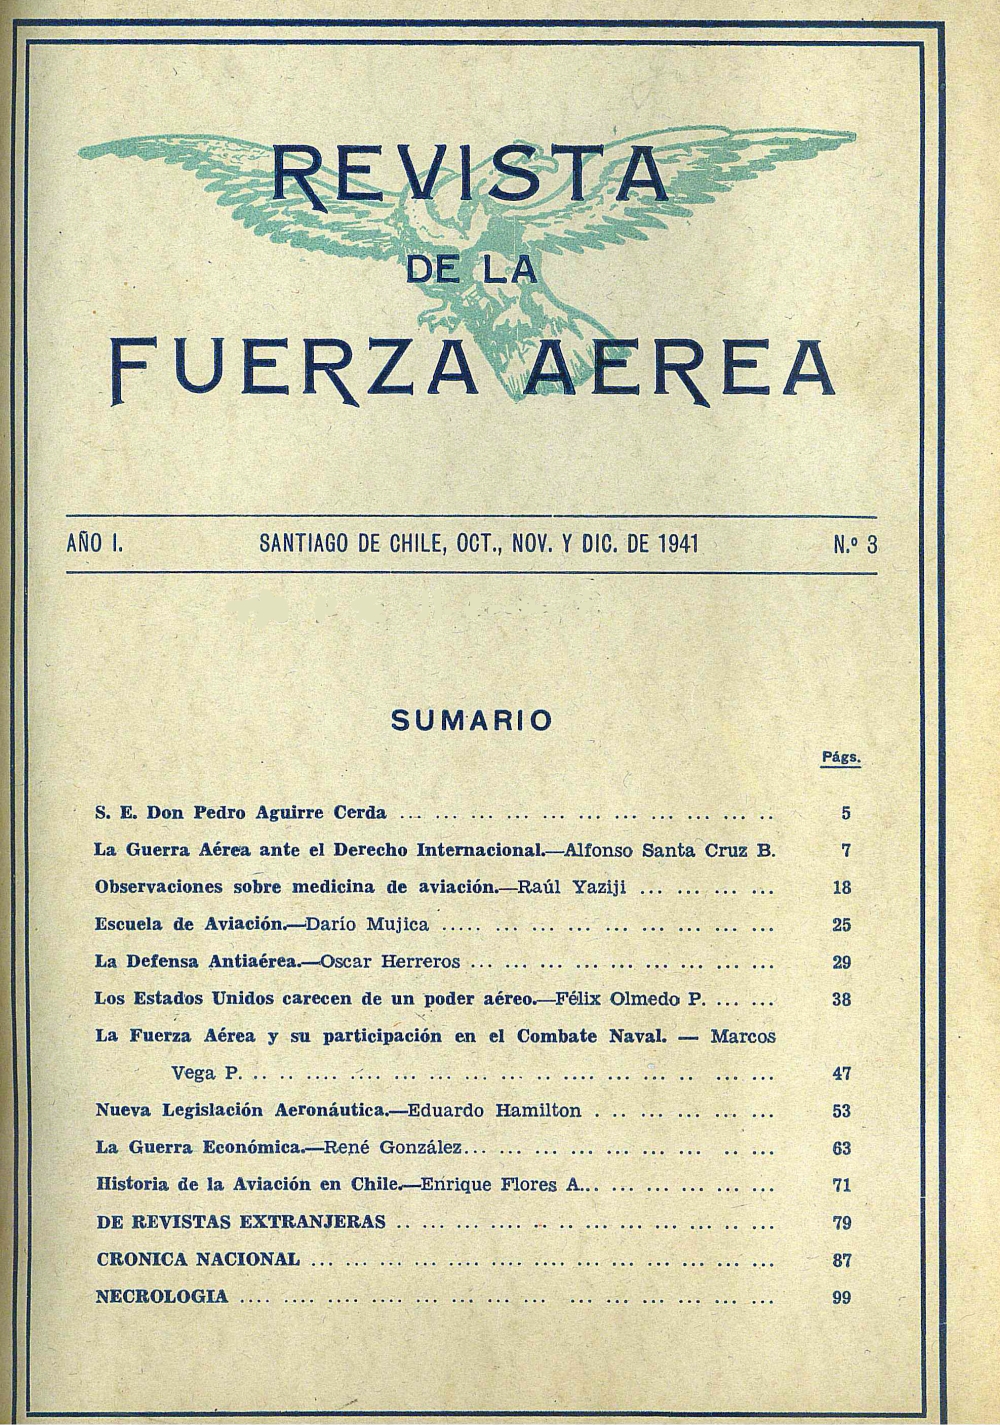 REVISTA
DE LA
FUERZA AEREA
AÑO I. SANTIAGO DE CHILE, OCT., NOV. Y DIC. DE 1941 N.º 3
SUMARIO
Págs.
S. E. Don Pedro Aguirre Cerda ... ... ... ... ... ... ... ... ... ... .. 5
La Guerra Aérea ante el Derecho Internacional.—Alfonso Santa Cruz B. 7
Observaciones sobre medicina de aviación.—Raúl Yaziji ... ... ... ... 18
Escuela de Aviación.—Darío Mujica ..... ... ... ... ... ... ... ... ... 25
La Defensa Antiaérea.—Oscar Herreros ... ... ... ... ... ... ... ... ... 29
Los Estados Unidos carecen de un poder aéreo.—Félix Olmedo P. ... ... 38
La Fuerza Aérea y su participación en el Combate Naval. — Marcos
Vega P. .. .. .... .... ... ... ... ... .. .... ... ... .. ... ... 47
Nueva Legislación Aeronáutica.—Eduardo Hamilton . .. ... ... ... ... 53
La Guerra Económica.—René González... ... ... ... ... ... ... .. ... 63
Historia de la Aviación en Chile.—Enrique Flores A... ... ... ... ... ... 71
DE REVISTAS EXTRANJERAS .. ... ... .... ... .. ... ... ... ... .. ... 79
CRONICA NACIONAL ... ... ... ... .... ... .... ... ... ... ... ... ... 87
NECROLOGIA .... .... ... ... ... ... ... ... ... ... ... ... ... ... 99